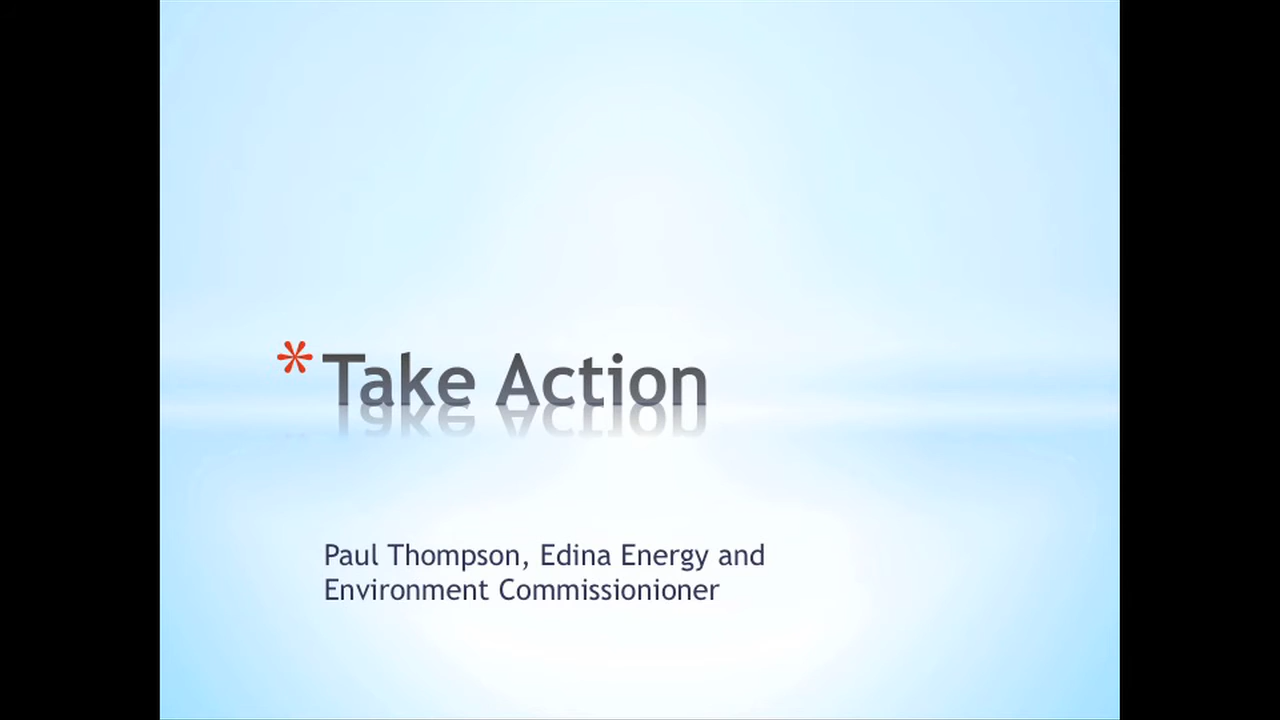 * Take Action
Paul Thompson, Edina Energy and
Environment Commissionioner